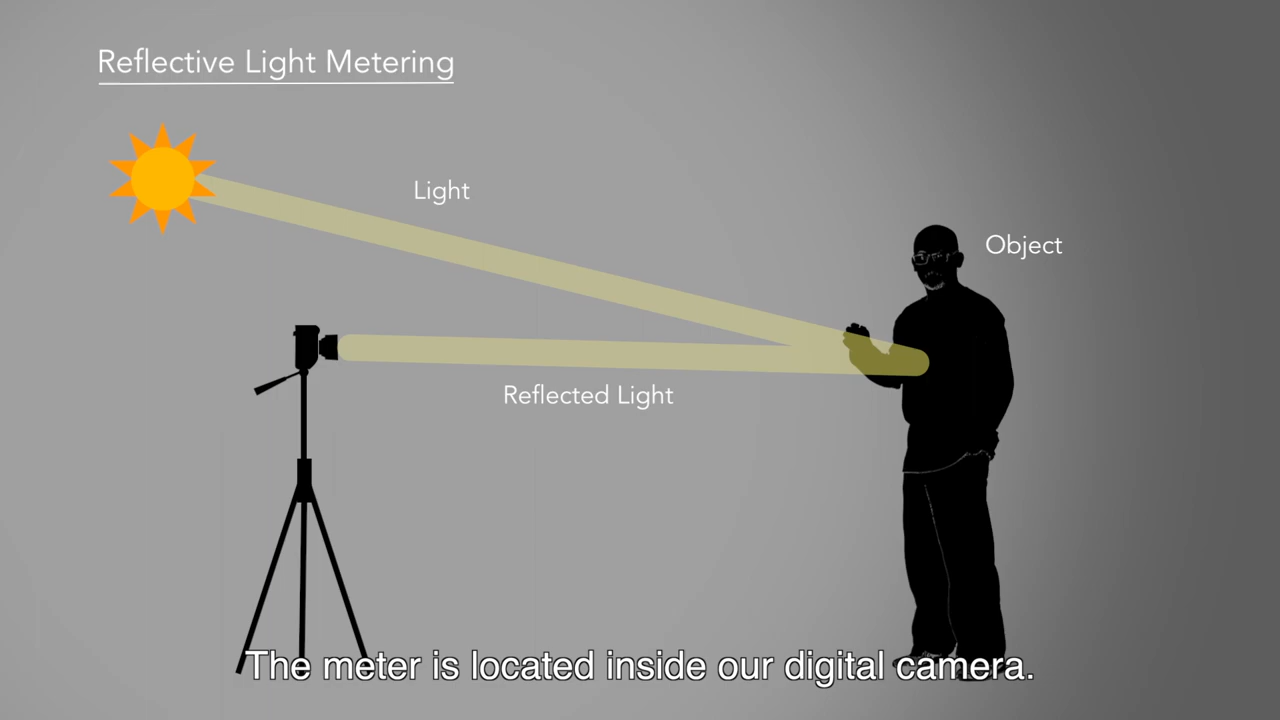 Reflective Light Metering
Light
Object
Reflected Light
The meter is located inside our digital camera.